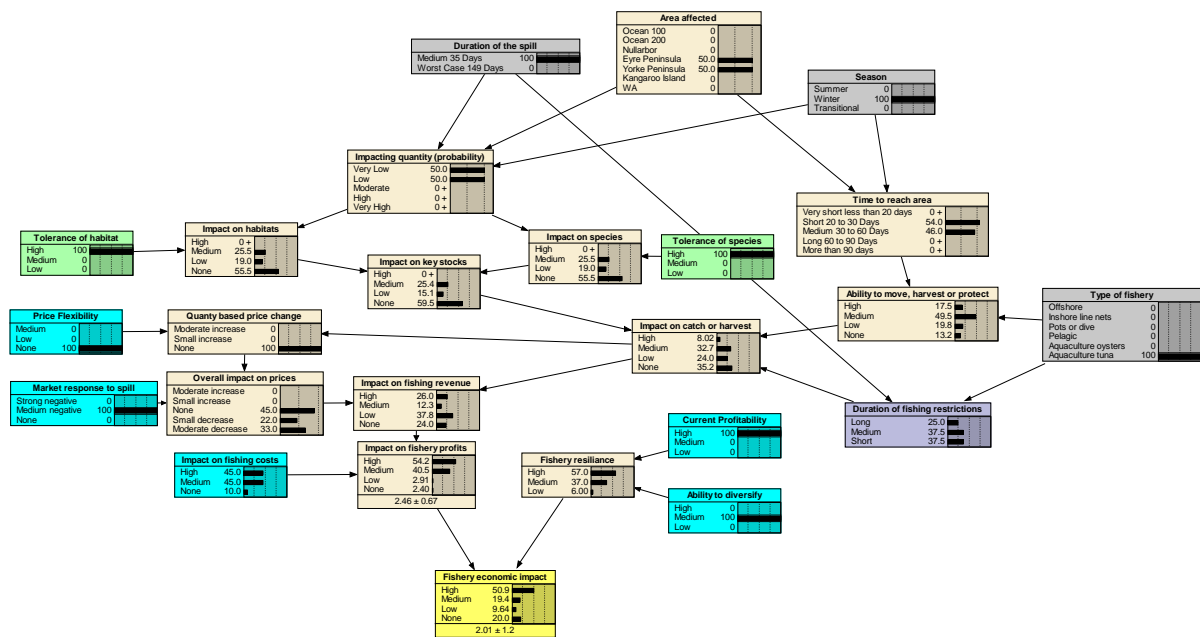 Area affected
Ocean 100 0
Ocean 200 0
Nullarbor 0
Eyre Peninsula 50.0
Yorke Peninsula 50.0
Kangaroo Island 0
WA 0
Duration of the spill
Medium 35 Days 100
Worst Case 149 Days 0
Season
Summer 0
Winter 100
Transitional 0
Impacting quantity (probability)
Very Low 50.0
Low 50.0
Moderate 0 +
High 0 +
Very High 0 +
Time to reach area
Very short less than 20 days 0 +
Short 20 to 30 Days 54.0
Medium 30 to 60 Days 46.0
Long 60 to 90 Days 0 +
More than 90 days 0 +
Tolerance of habitat
High 100
Medium 0
Low 0
Impact on habitats
High 0 +
Medium 25.5
Low 19.0
None 55.5
Impact on species
High 0 +
Medium 25.5
Low 19.0
None 55.5
Tolerance of species
High 100
Medium 0
Low 0
Impact on key stocks
High 0 +
Medium 25.4
Low 15.1
None 59.5
Ability to move, harvest or protect
High 17.5
Medium 49.5
Low 19.8
None 13.2
Type of fishery
Offshore 0
Inshore line nets 0
Pots or dive 0
Pelagic 0
Aquaculture oysters 0
Aquaculture tuna 100
Price Flexibility
Medium 0
Low 0
None 100
Quanty based price change
Moderate increase 0
Small increase 0
None 100
Impact on catch or harvest
High 8.02
Medium 32.7
Low 24.0
None 35.2
Market response to spill
Strong negative 0
Medium negative 100
None 0
Overall impact on prices
Moderate increase 0
Small increase 0
None 45.0
Small decrease 22.0
Moderate decrease 33.0
Impact on fishing revenue
High 26.0
Medium 12.3
Low 37.8
None 24.0
Duration of fishing restrictions
Long 25.0
Medium 37.5
Short 37.5
Current Profitability
High 100
Medium 0
Low 0
Impact on fishing costs
High 45.0
Medium 45.0
None 10.0
Impact on fishery profits
High 54.2
Medium 40.5
Low 2.91
None 2.40
2.46 ± 0.67
Fishery resiliance
High 57.0
Medium 37.0
Low 6.00
Ability to diversify
High 0
Medium 100
Low 0
Fishery economic impact
High 50.9
Medium 19.4
Low 9.64
None 20.0
2.01 ± 1.2